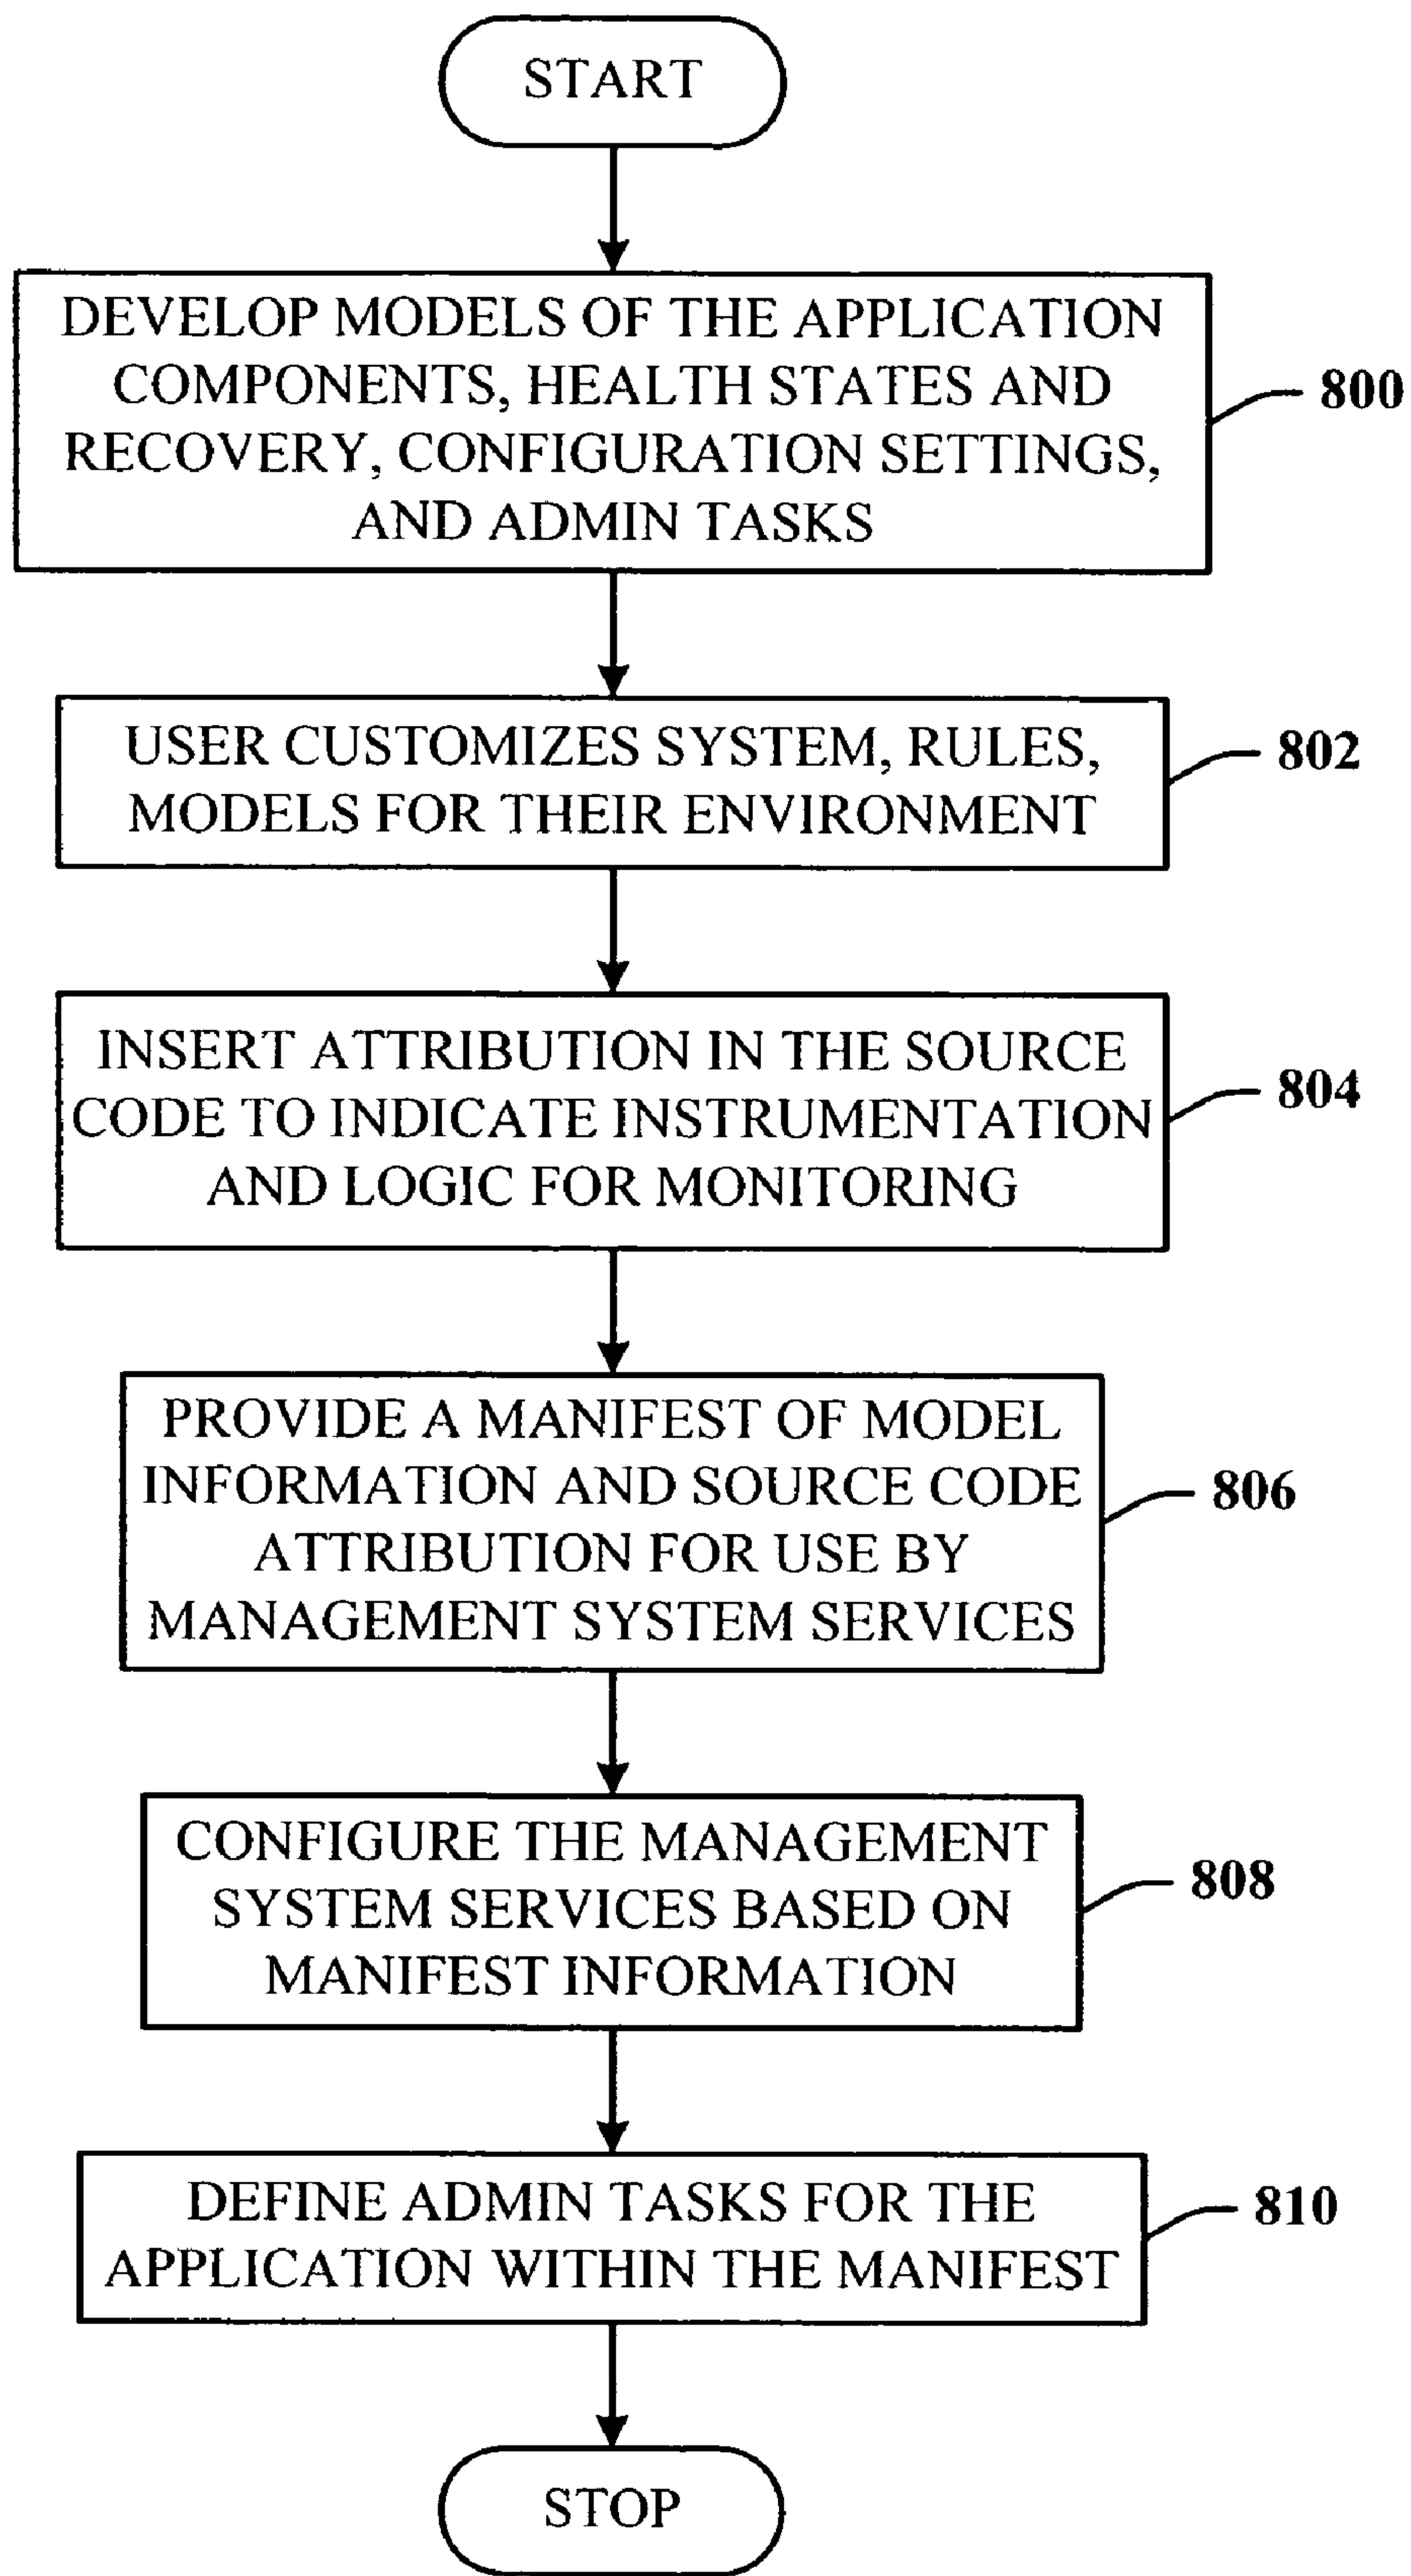 START
DEVELOP MODELS OF THE APPLICATION
COMPONENTS, HEALTH STATES AND
RECOVERY, CONFIGURATION SETTINGS,
AND ADMIN TASKS
800
USER CUSTOMIZES SYSTEM, RULES,
MODELS FOR THEIR ENVIRONMENT
802
INSERT ATTRIBUTION IN THE SOURCE
CODE TO INDICATE INSTRUMENTATION
AND LOGIC FOR MONITORING
804
PROVIDE A MANIFEST OF MODEL
INFORMATION AND SOURCE CODE
ATTRIBUTION FOR USE BY
MANAGEMENT SYSTEM SERVICES
806
CONFIGURE THE MANAGEMENT
SYSTEM SERVICES BASED ON
MANIFEST INFORMATION
808
DEFINE ADMIN TASKS FOR THE
APPLICATION WITHIN THE MANIFEST
810
STOP